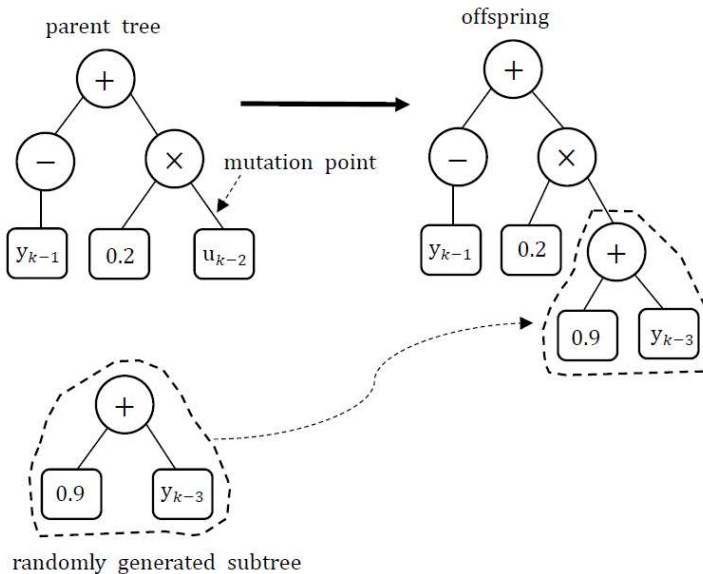 parent tree
offspring
+
+
−
×
−
×
mutation point
y_{k−1}
0.2
u_{k−2}
y_{k−1}
0.2
+
0.9
y_{k−3}
+
0.9
y_{k−3}
randomly generated subtree